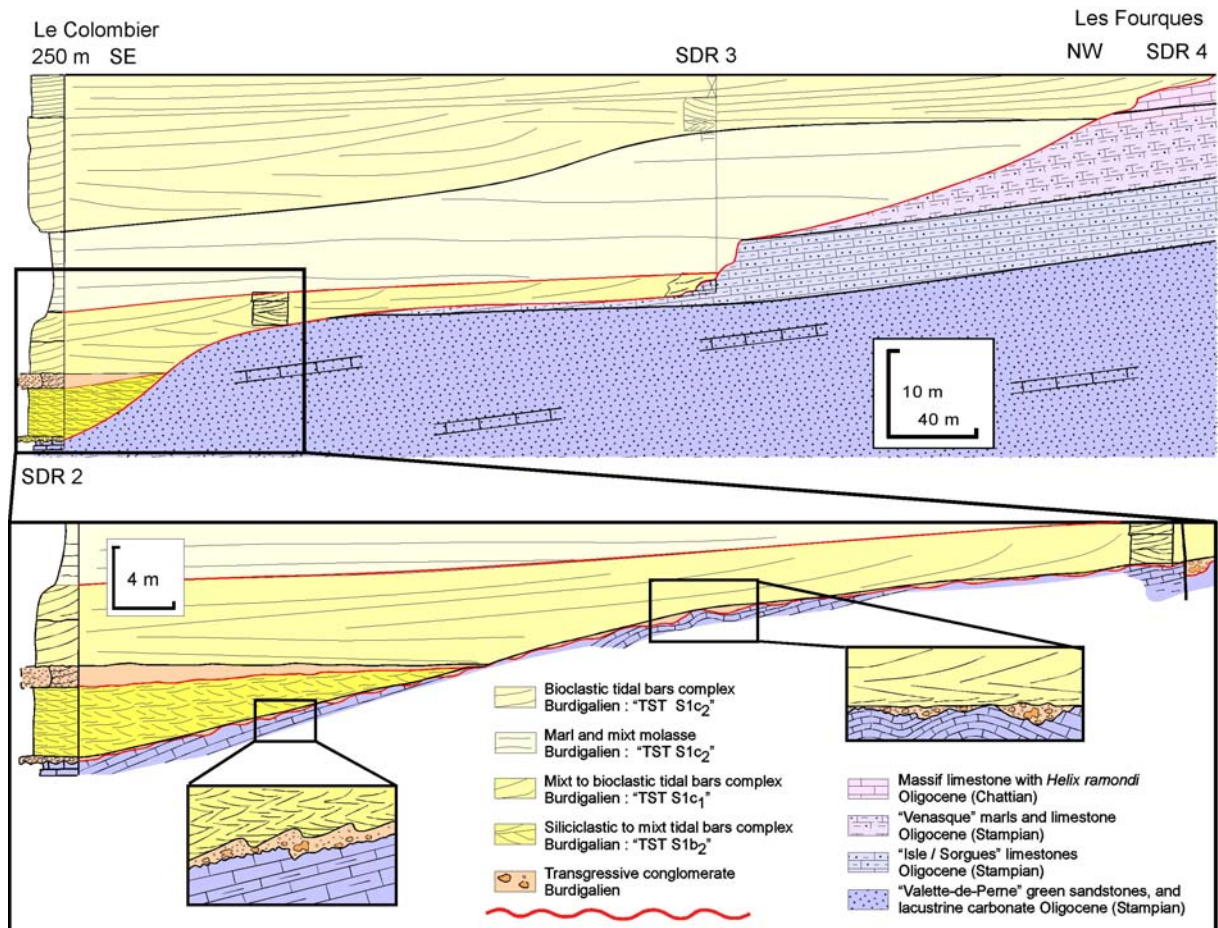 Le Colombier
250 m SE
SDR 3
Les Fourques
NW SDR 4
10 m
40 m
SDR 2
4 m
Bioclastic tidal bars complex
Burdigalien : "TST S1c2"
Marl and mixt molasse
Burdigalien : "TST S1c2"
Mixt to bioclastic tidal bars complex
Burdigalien : "TST S1c1"
Siliciclastic to mixt tidal bars complex
Burdigalien : "TST S1b2"
Transgressive conglomerate
Burdigalien
Massif limestone with Helix ramondi
Oligocene (Chattian)
"Venasque" marls and limestone
Oligocene (Stampian)
"Isle / Sorgues" limestones
Oligocene (Stampian)
"Valette-de-Perne" green sandstones, and
lacustrine carbonate Oligocene (Stampian)